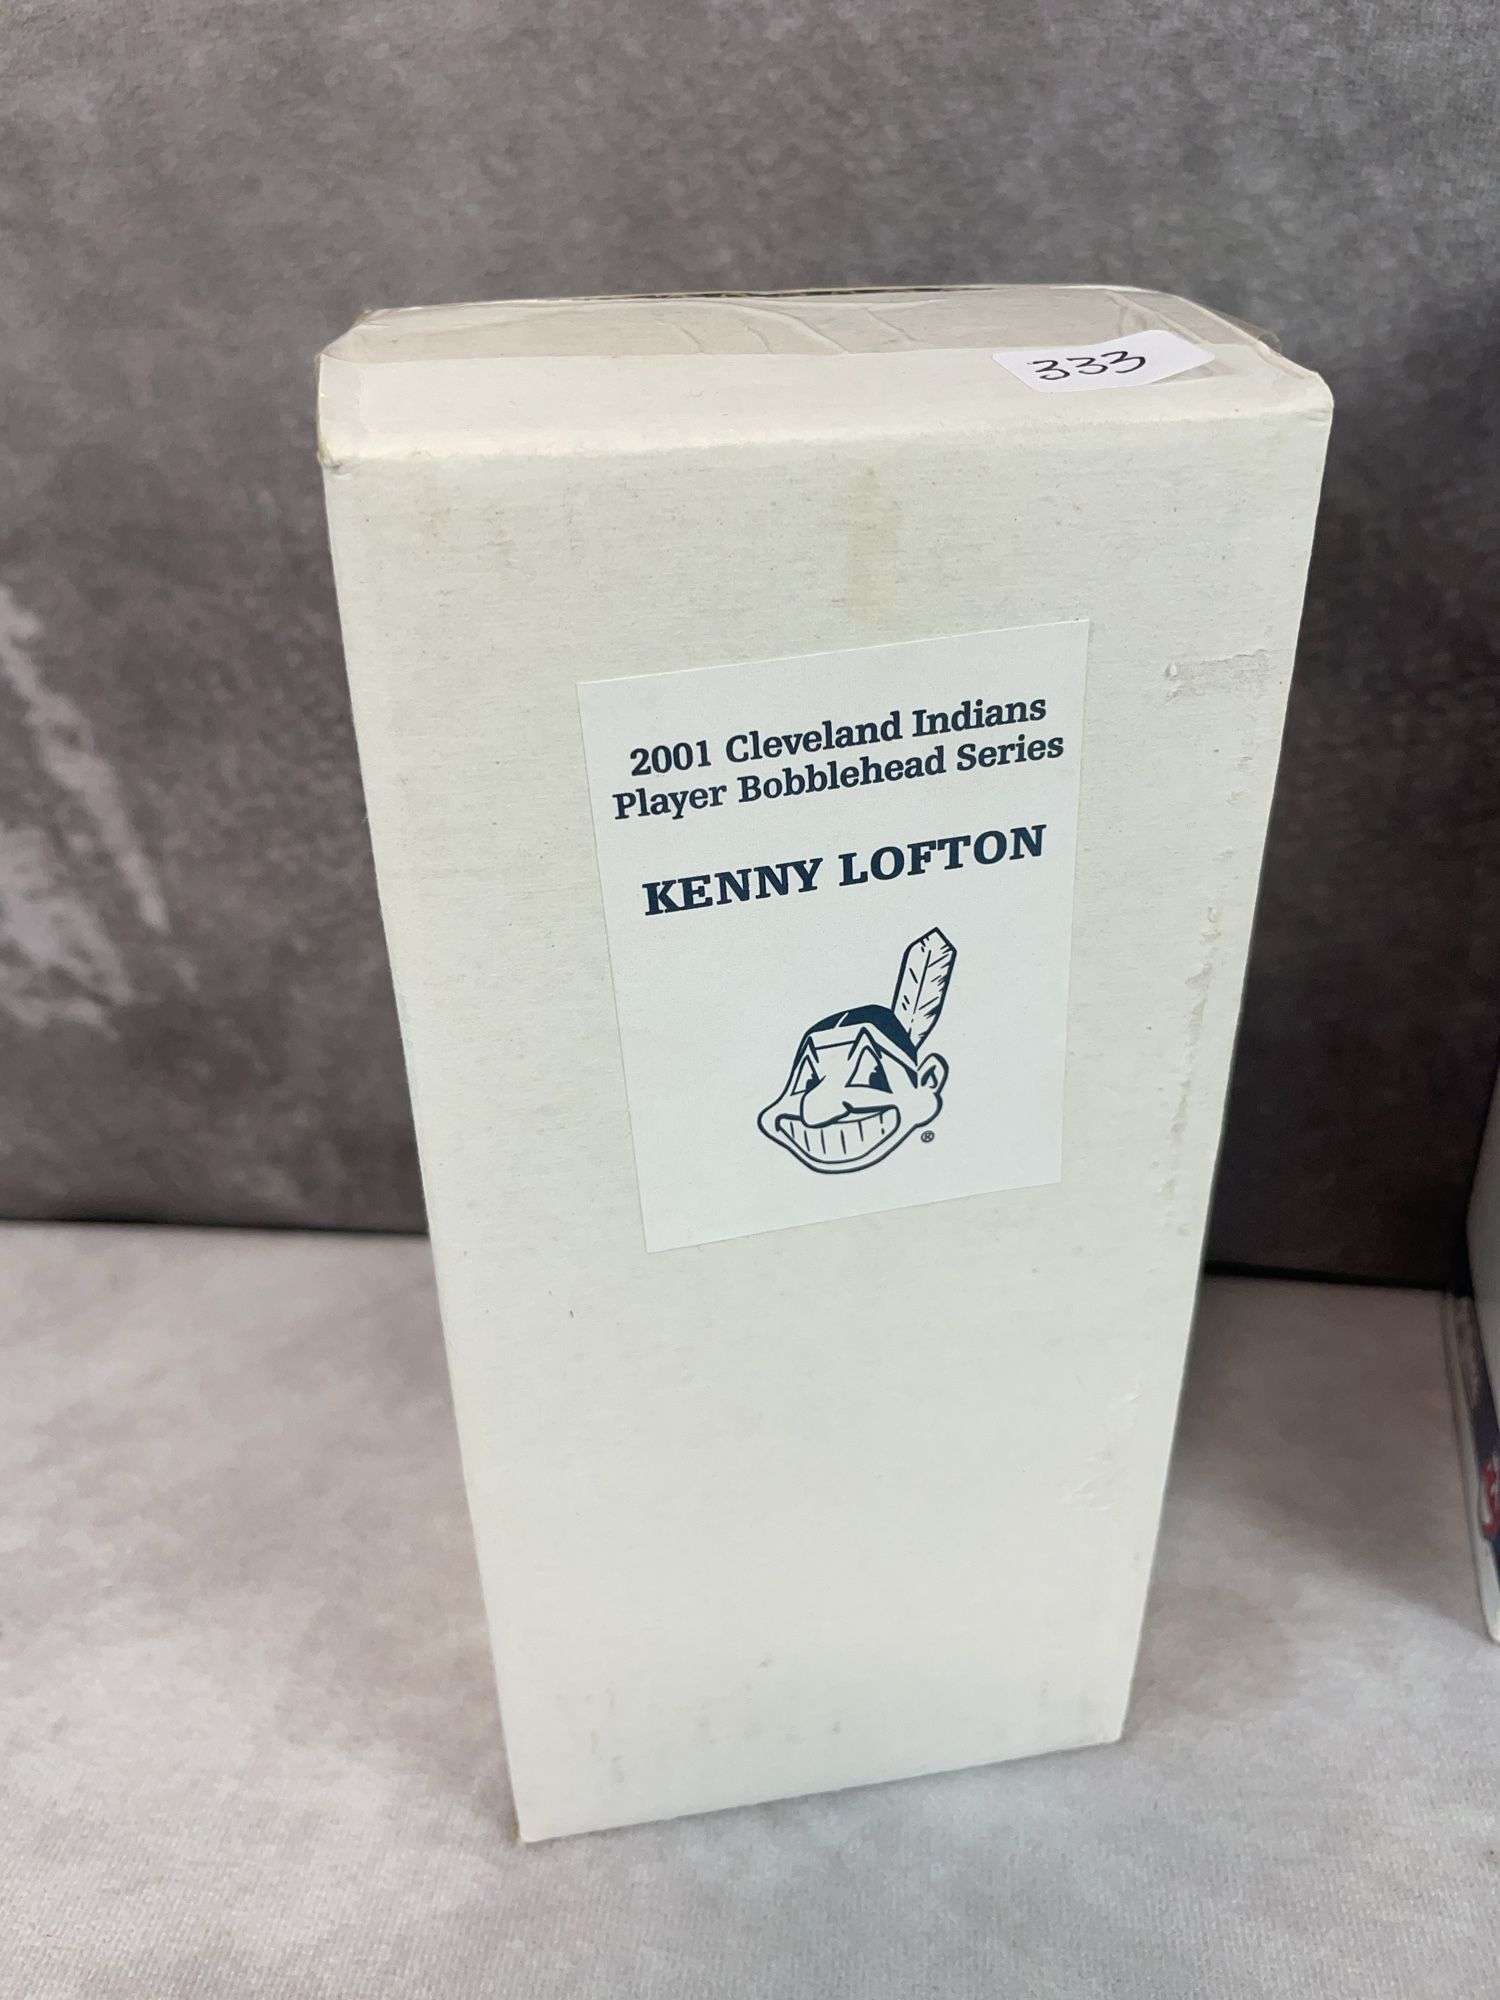 333
2001 Cleveland Indians
Player Bobblehead Series
KENNY LOFTON
®